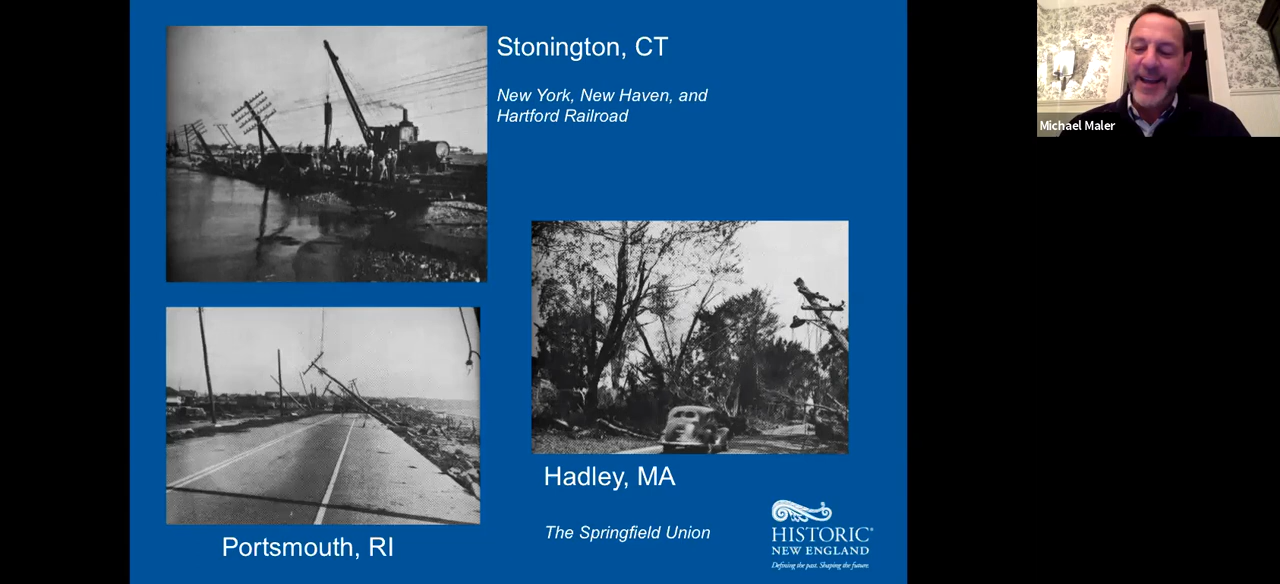 Stonington, CT
New York, New Haven, and
Hartford Railroad
Michael Maler
Hadley, MA
The Springfield Union
Portsmouth, RI
HISTORIC®
NEW ENGLAND
Defining the past. Shaping the future.